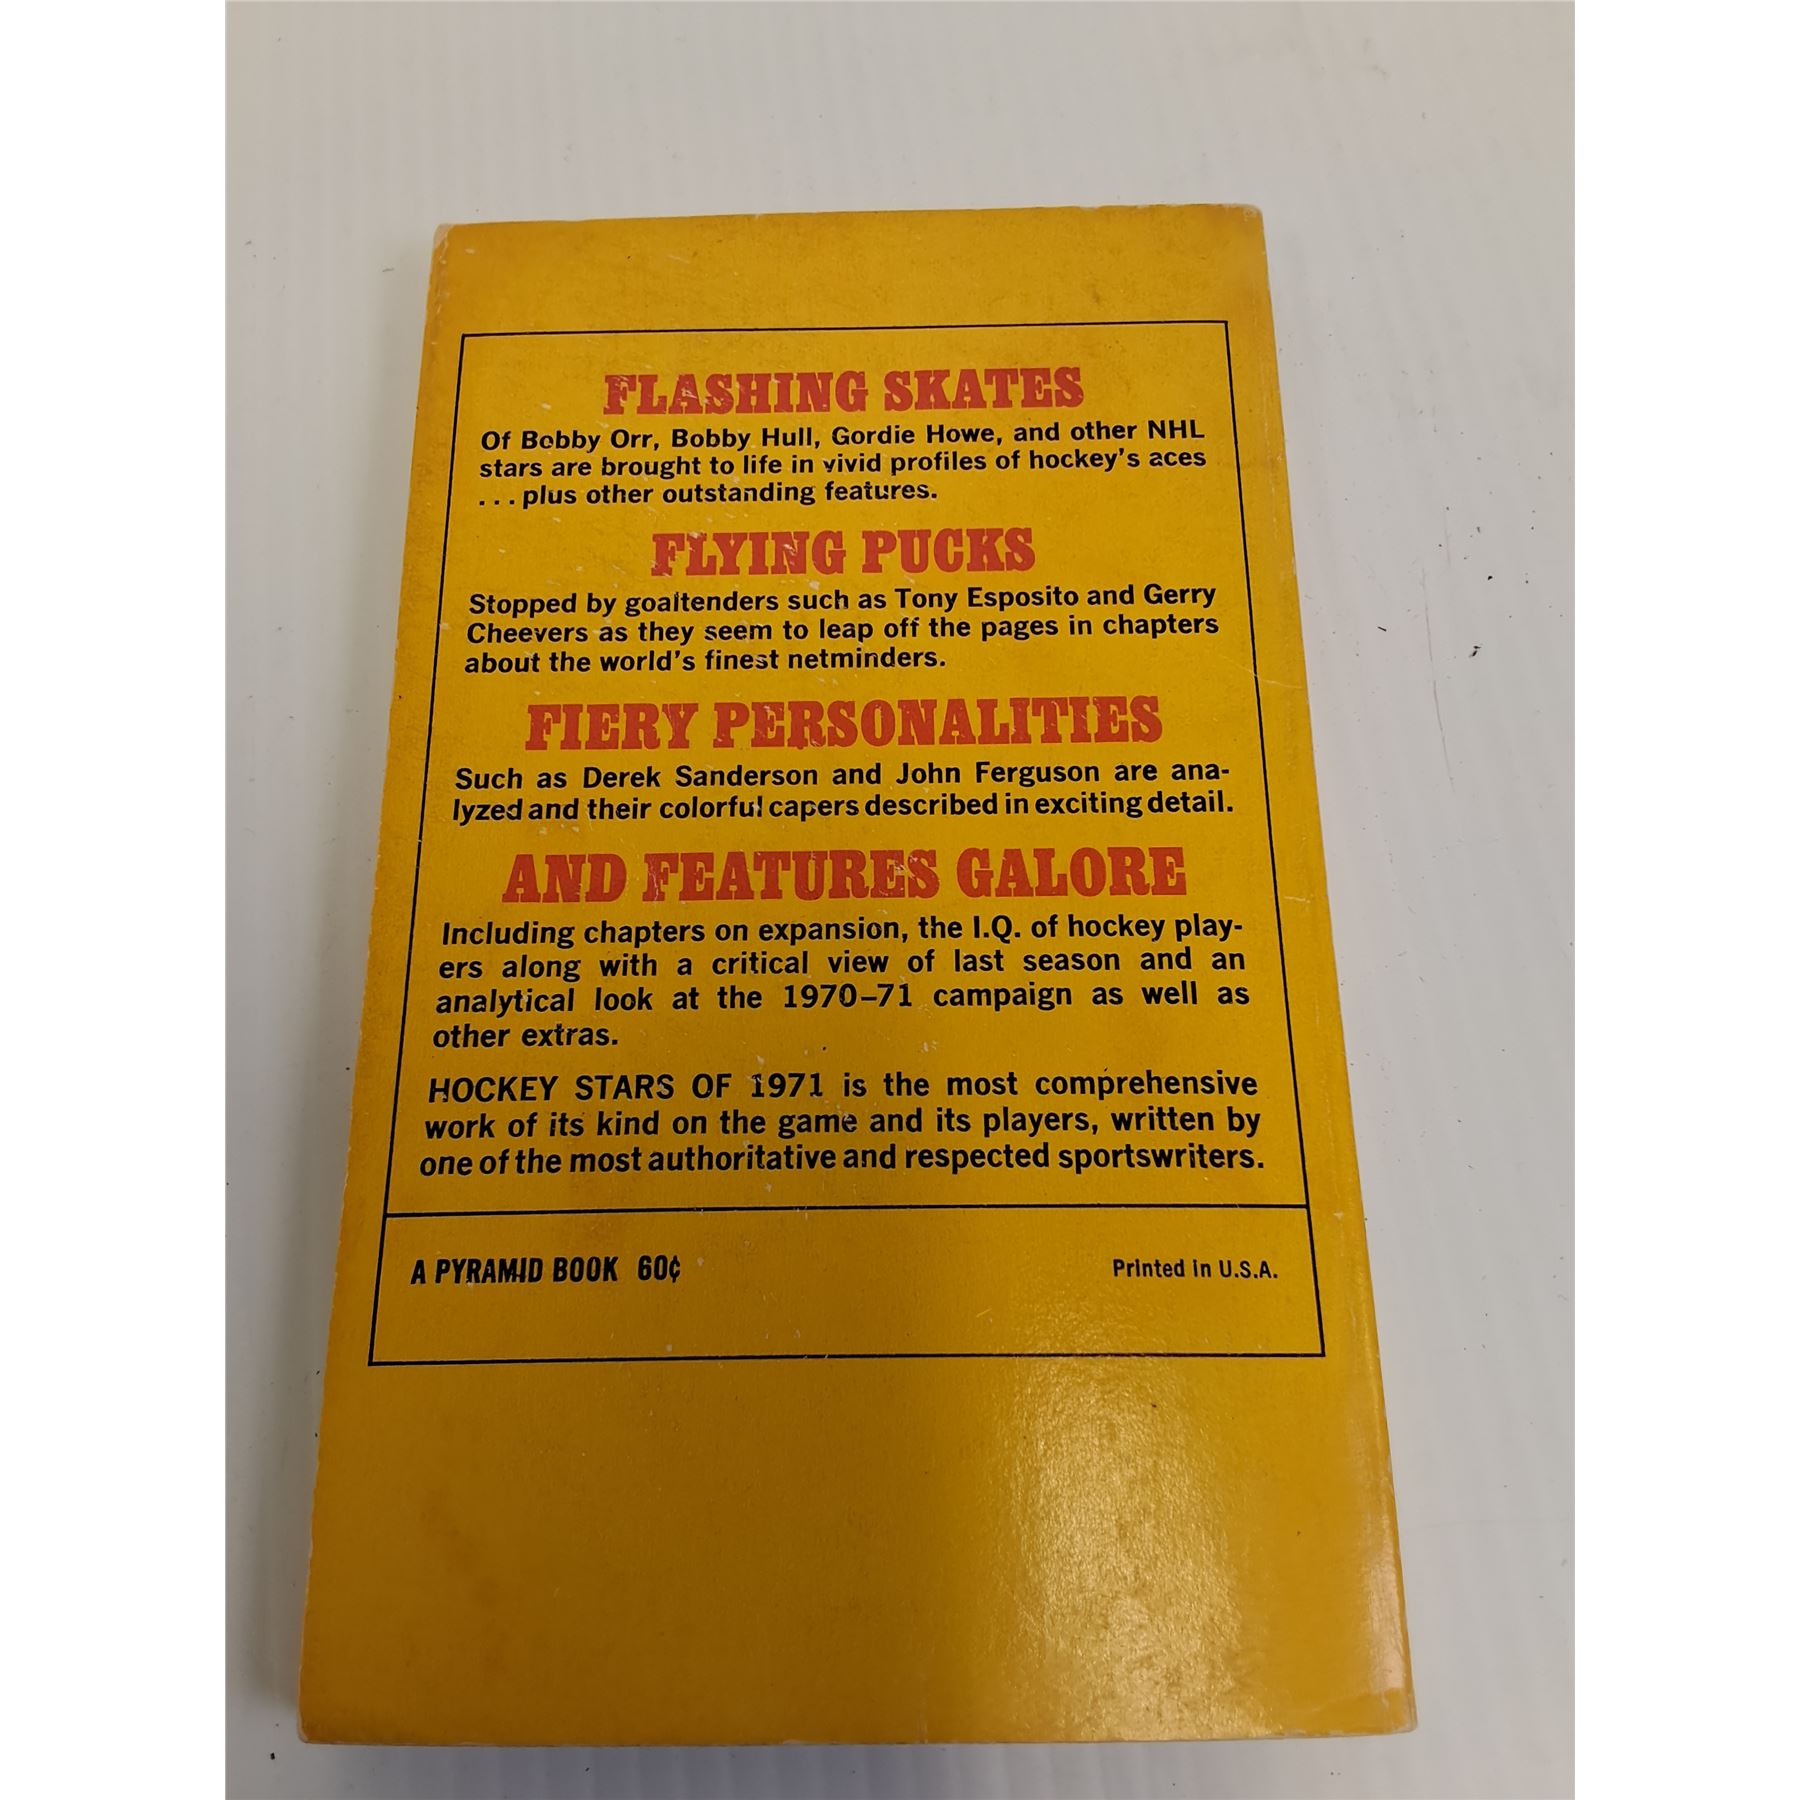 FLASHING SKATES
Of Bobby Orr, Bobby Hull, Gordie Howe, and other NHL
stars are brought to life in vivid profiles of hockey's aces
... plus other outstanding features.
FLYING PUCKS
Stopped by goaltenders such as Tony Esposito and Gerry
Cheevers as they seem to leap off the pages in chapters
about the world's finest netminders.
FIERY PERSONALITIES
Such as Derek Sanderson and John Ferguson are ana-
lyzed and their colorful capers described in exciting detail.
AND FEATURES GALORE
Including chapters on expansion, the I.Q. of hockey play-
ers along with a critical view of last season and an
analytical look at the 1970–71 campaign as well as
other extras.
HOCKEY STARS OF 1971 is the most comprehensive
work of its kind on the game and its players, written by
one of the most authoritative and respected sportswriters.
A PYRAMID BOOK 60¢
Printed in U.S.A.